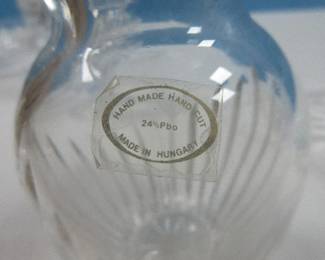 HAND MADE HAND CUT
24%Pbo
MADE IN HUNGARY